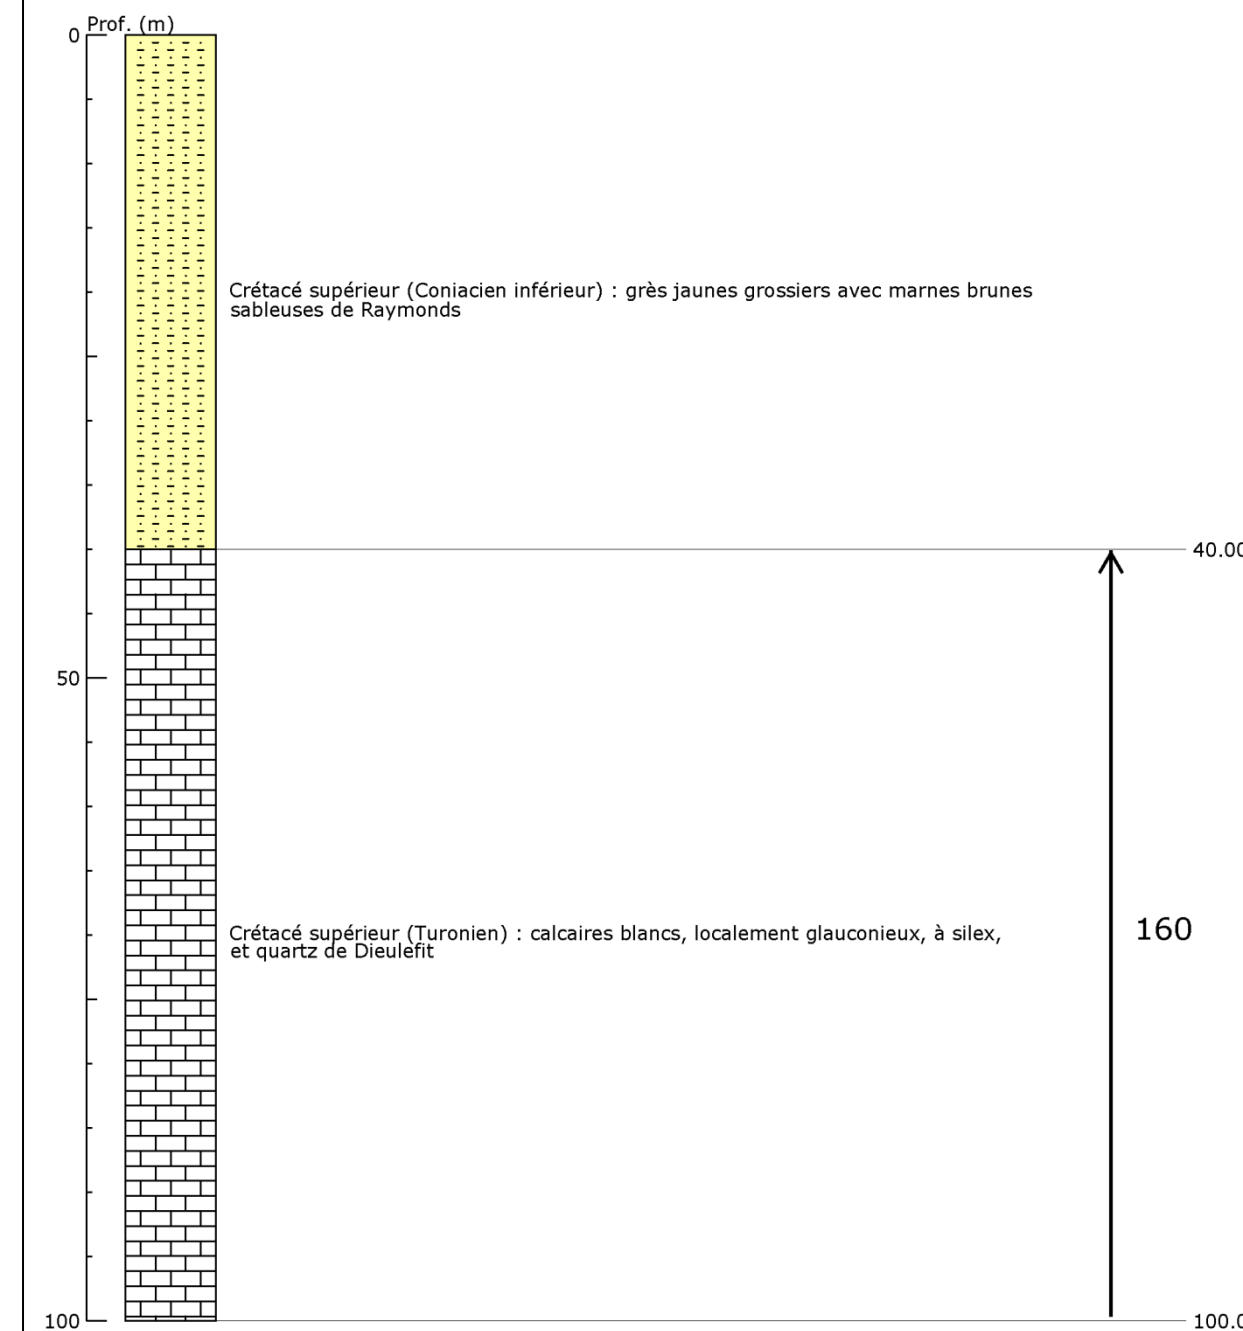 Prof. (m)
0
Crétacé supérieur (Coniacien inférieur) : grès jaunes grossiers avec marnes brunes
sableuses de Raymonds
40.00
50
160
Crétacé supérieur (Turonien) : calcaires blancs, localement glauconieux, à silex,
et quartz de Dieulefit
100
100.0